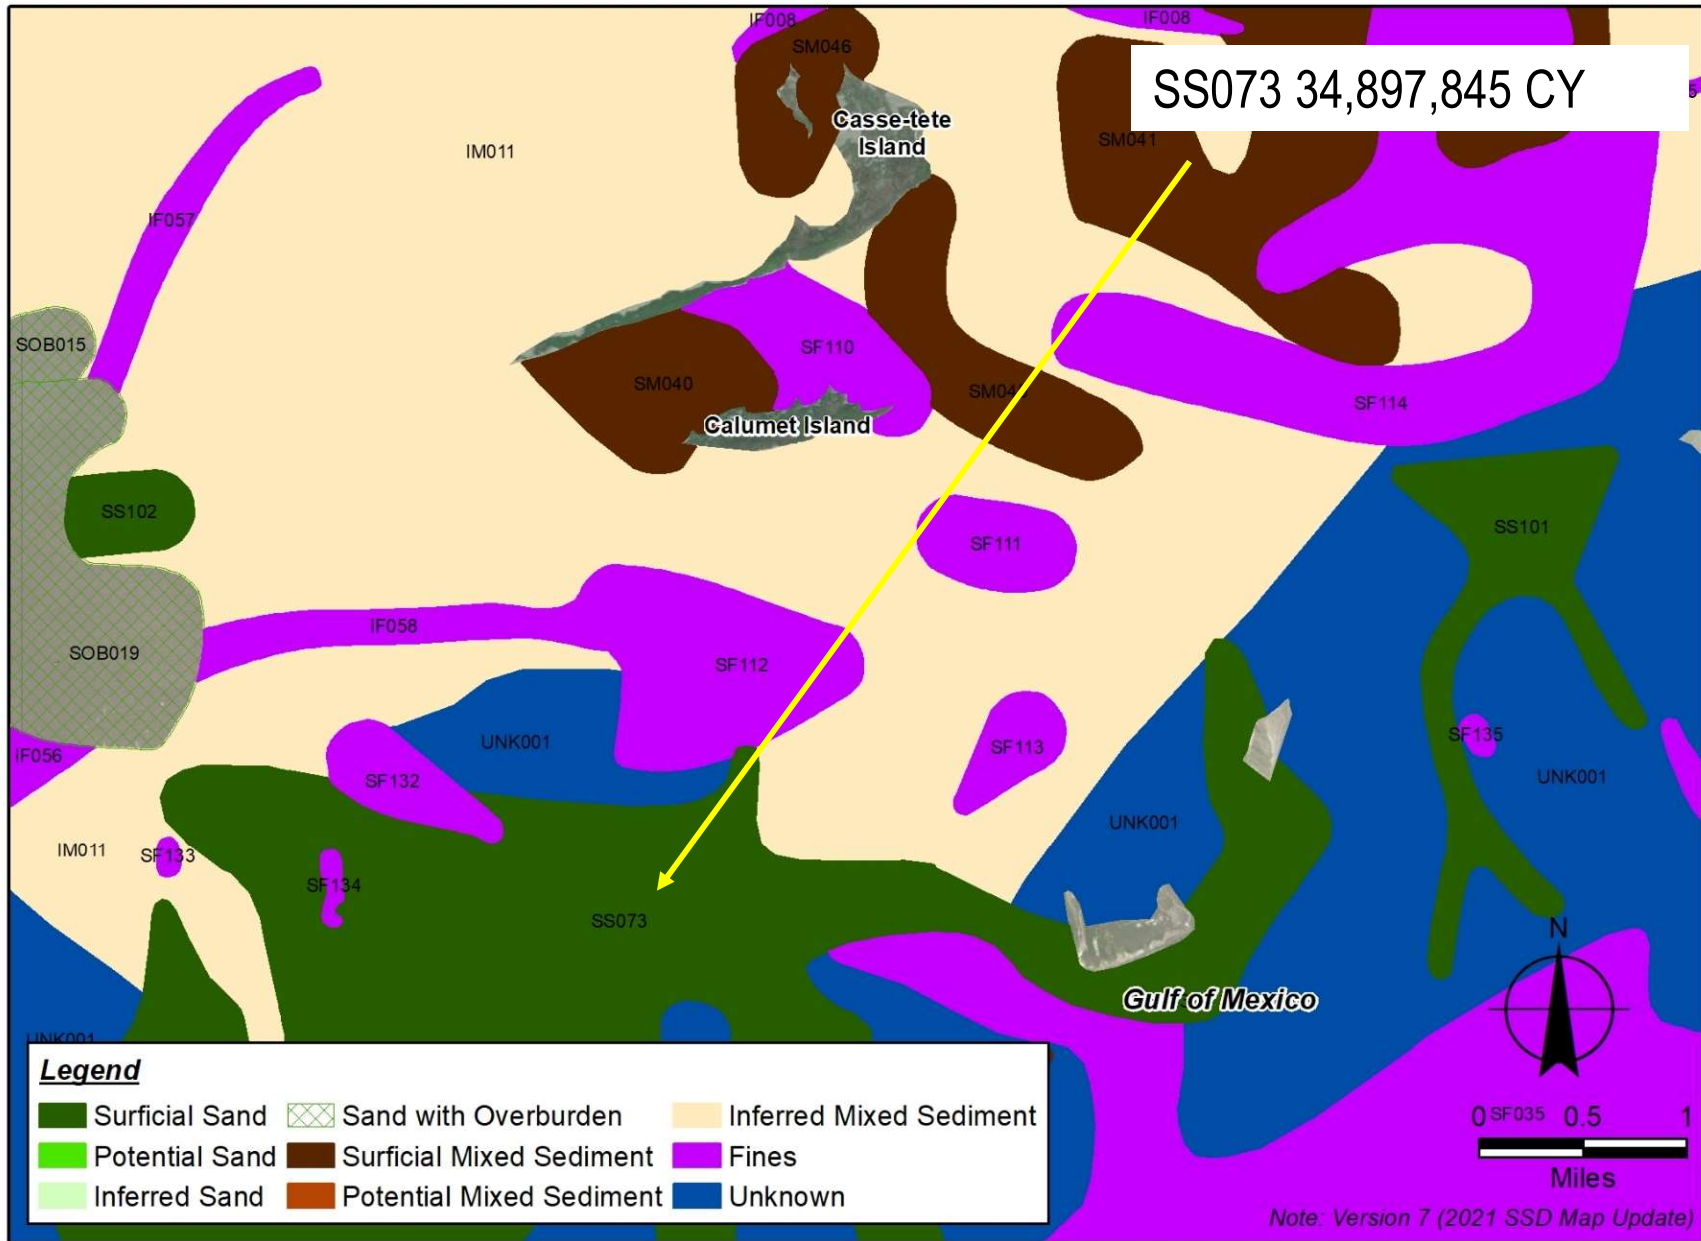 IF008
IF008
SM046
SS073 34,897,845 CY
Casse-tete
Island
SM041
IM011
IF057
SOB015
SF110
SM040
SF114
Calumet Island
SS102
SS101
SF111
IF058
SOB019
SF112
UNK001
SF113
SF135
IF056
SF132
UNK001
UNK001
IM011
SF133
SF134
SS073
N
Gulf of Mexico
UNK001
Legend
Surficial Sand
Sand with Overburden
Inferred Mixed Sediment
Potential Sand
Surficial Mixed Sediment
Fines
Inferred Sand
Potential Mixed Sediment
Unknown
0 SF035 0.5 1
Miles
Note: Version 7 (2021 SSD Map Update)